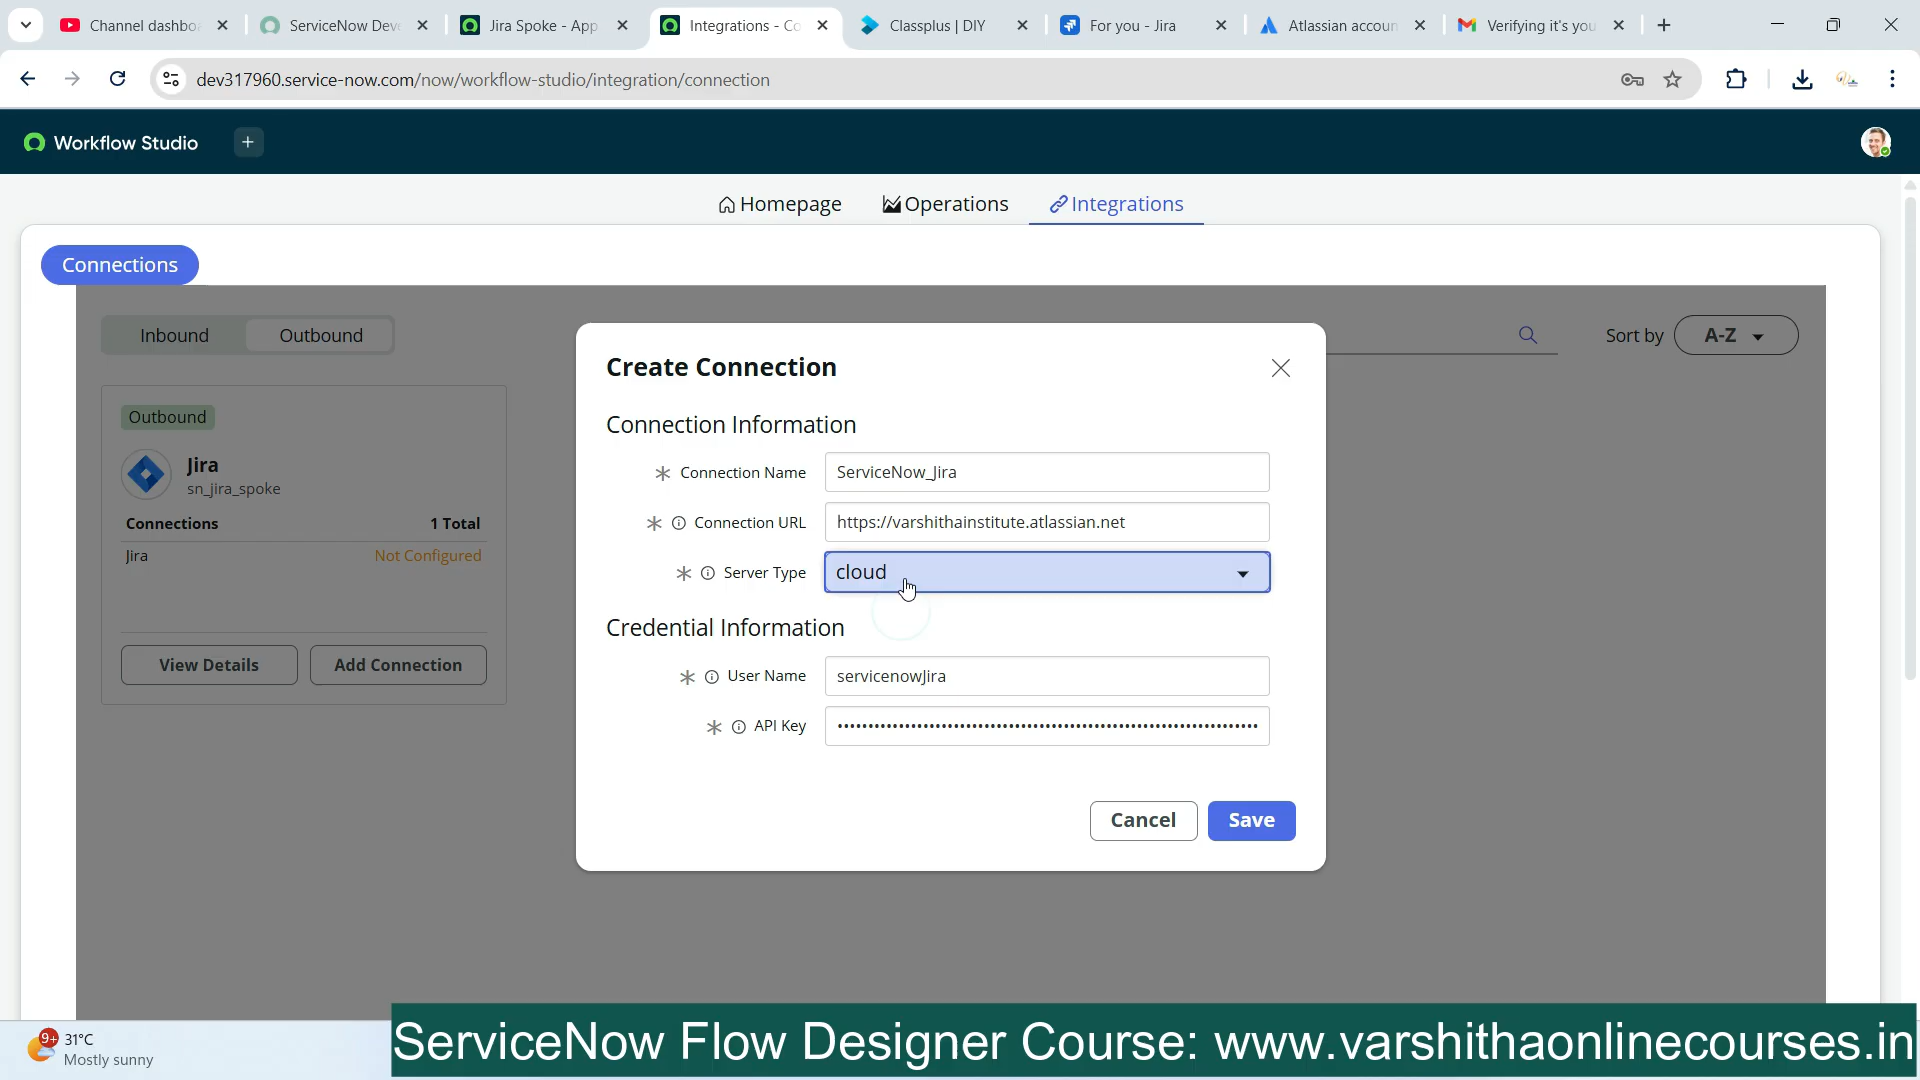 Channel dashbo
ServiceNow Deve
Jira Spoke - App
Integrations - Co
Classplus | DIY
For you - Jira
Atlassian accoun
Verifying it's you
dev317960.service-now.com/now/workflow-studio/integration/connection
Workflow Studio
Homepage
Operations
Integrations
Connections
Inbound
Outbound
Sort by
A-Z
Outbound
Jira
sn_jira_spoke
Connections
1 Total
Jira
Not Configured
View Details
Add Connection
Create Connection
Connection Information
Connection Name
ServiceNow_Jira
Connection URL
https://varshithainstitute.atlassian.net
Server Type
cloud
Credential Information
User Name
servicenowJira
API Key
Cancel
Save
9+
31°C
Mostly sunny
ServiceNow Flow Designer Course: www.varshithaonlinecourses.in